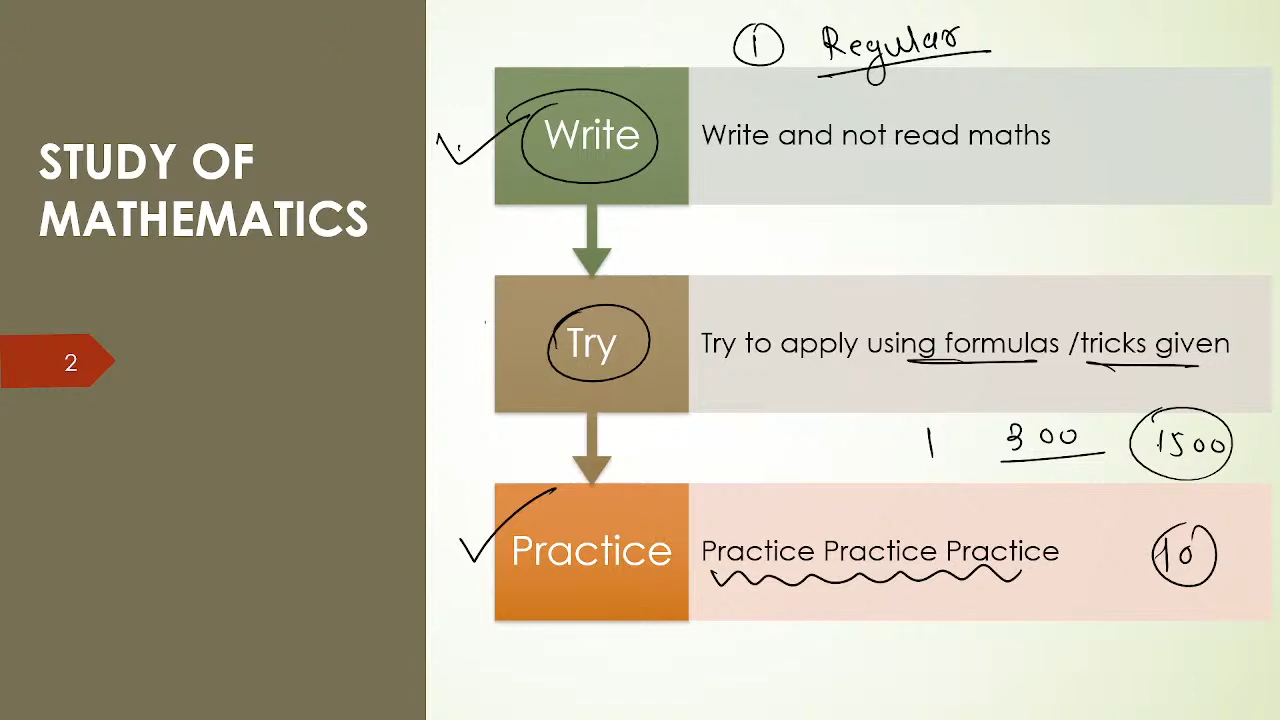 STUDY OF
MATHEMATICS
2
① Regular
Write
Write and not read maths
Try
Try to apply using formulas /tricks given
1 300 1500
Practice
Practice Practice Practice
10